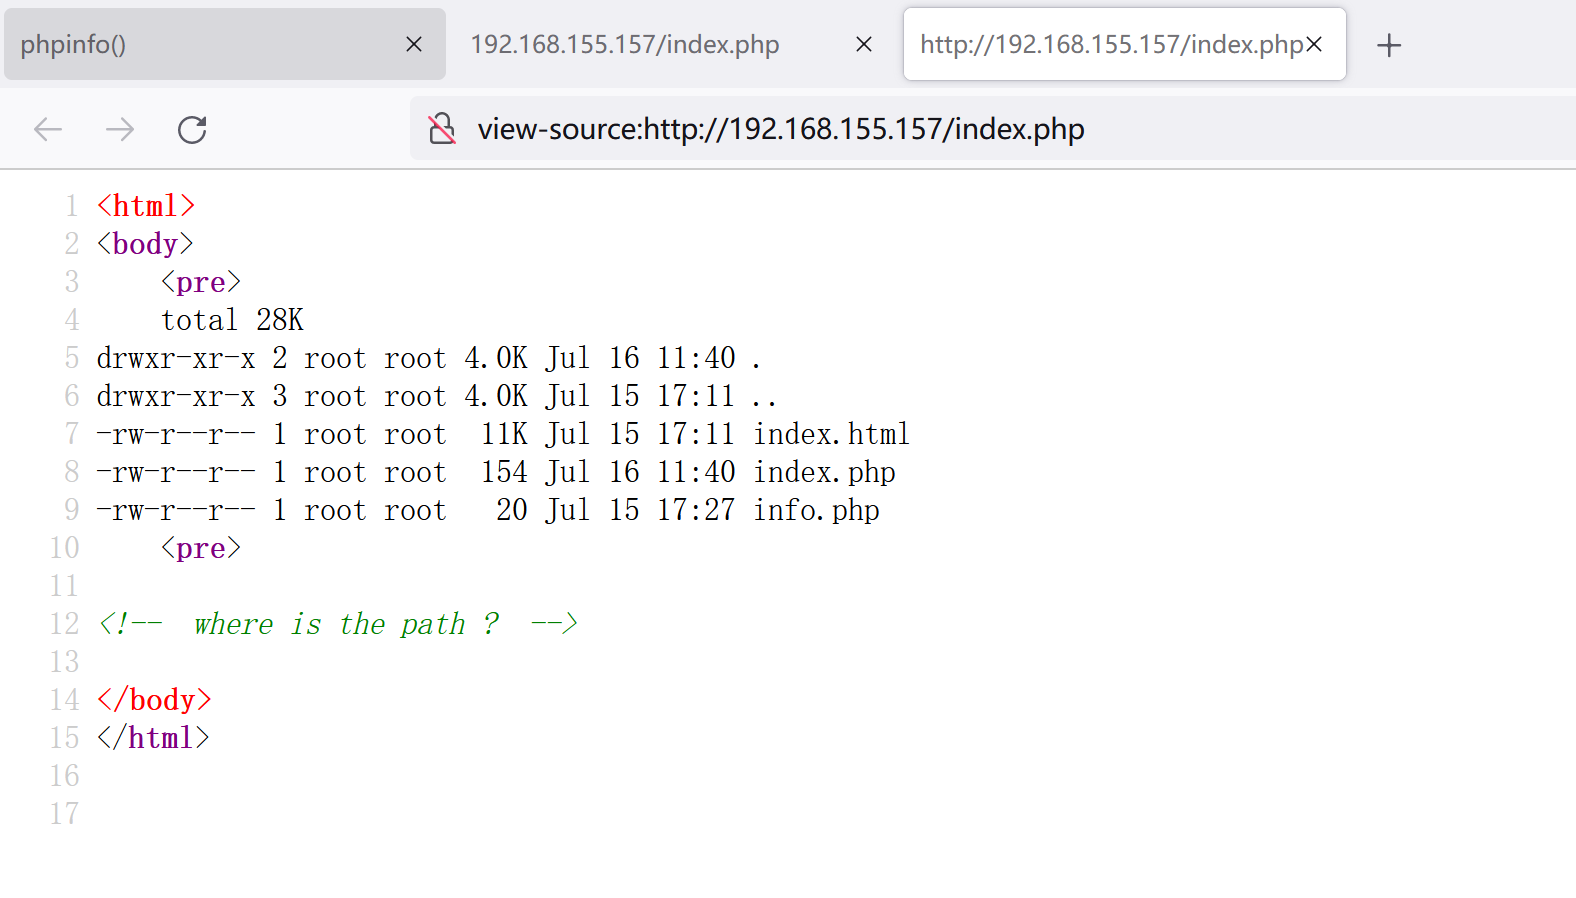 phpinfo() 192.168.155.157/index.php http://192.168.155.157/index.php
view-source:http://192.168.155.157/index.php
1 <html>
2 <body>
3     <pre>
4     total 28K
5 drwxr-xr-x 2 root root 4.0K Jul 16 11:40 .
6 drwxr-xr-x 3 root root 4.0K Jul 15 17:11 ..
7 -rw-r--r-- 1 root root  11K Jul 15 17:11 index.html
8 -rw-r--r-- 1 root root  154 Jul 16 11:40 index.php
9 -rw-r--r-- 1 root root   20 Jul 15 17:27 info.php
10     <pre>
11
12 <!--  where is the path ?  -->
13
14 </body>
15 </html>
16
17